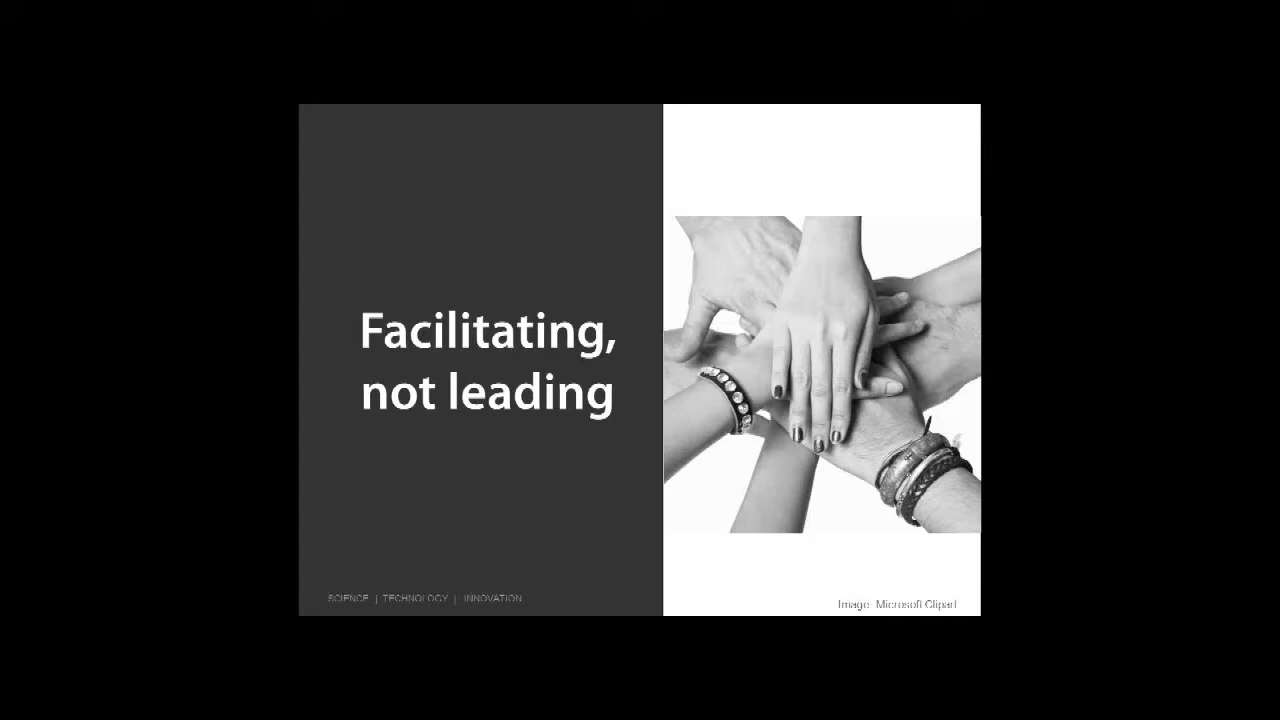 Facilitating,
not leading
SCIENCE | TECHNOLOGY | INNOVATION
Image: Microsoft Clipart